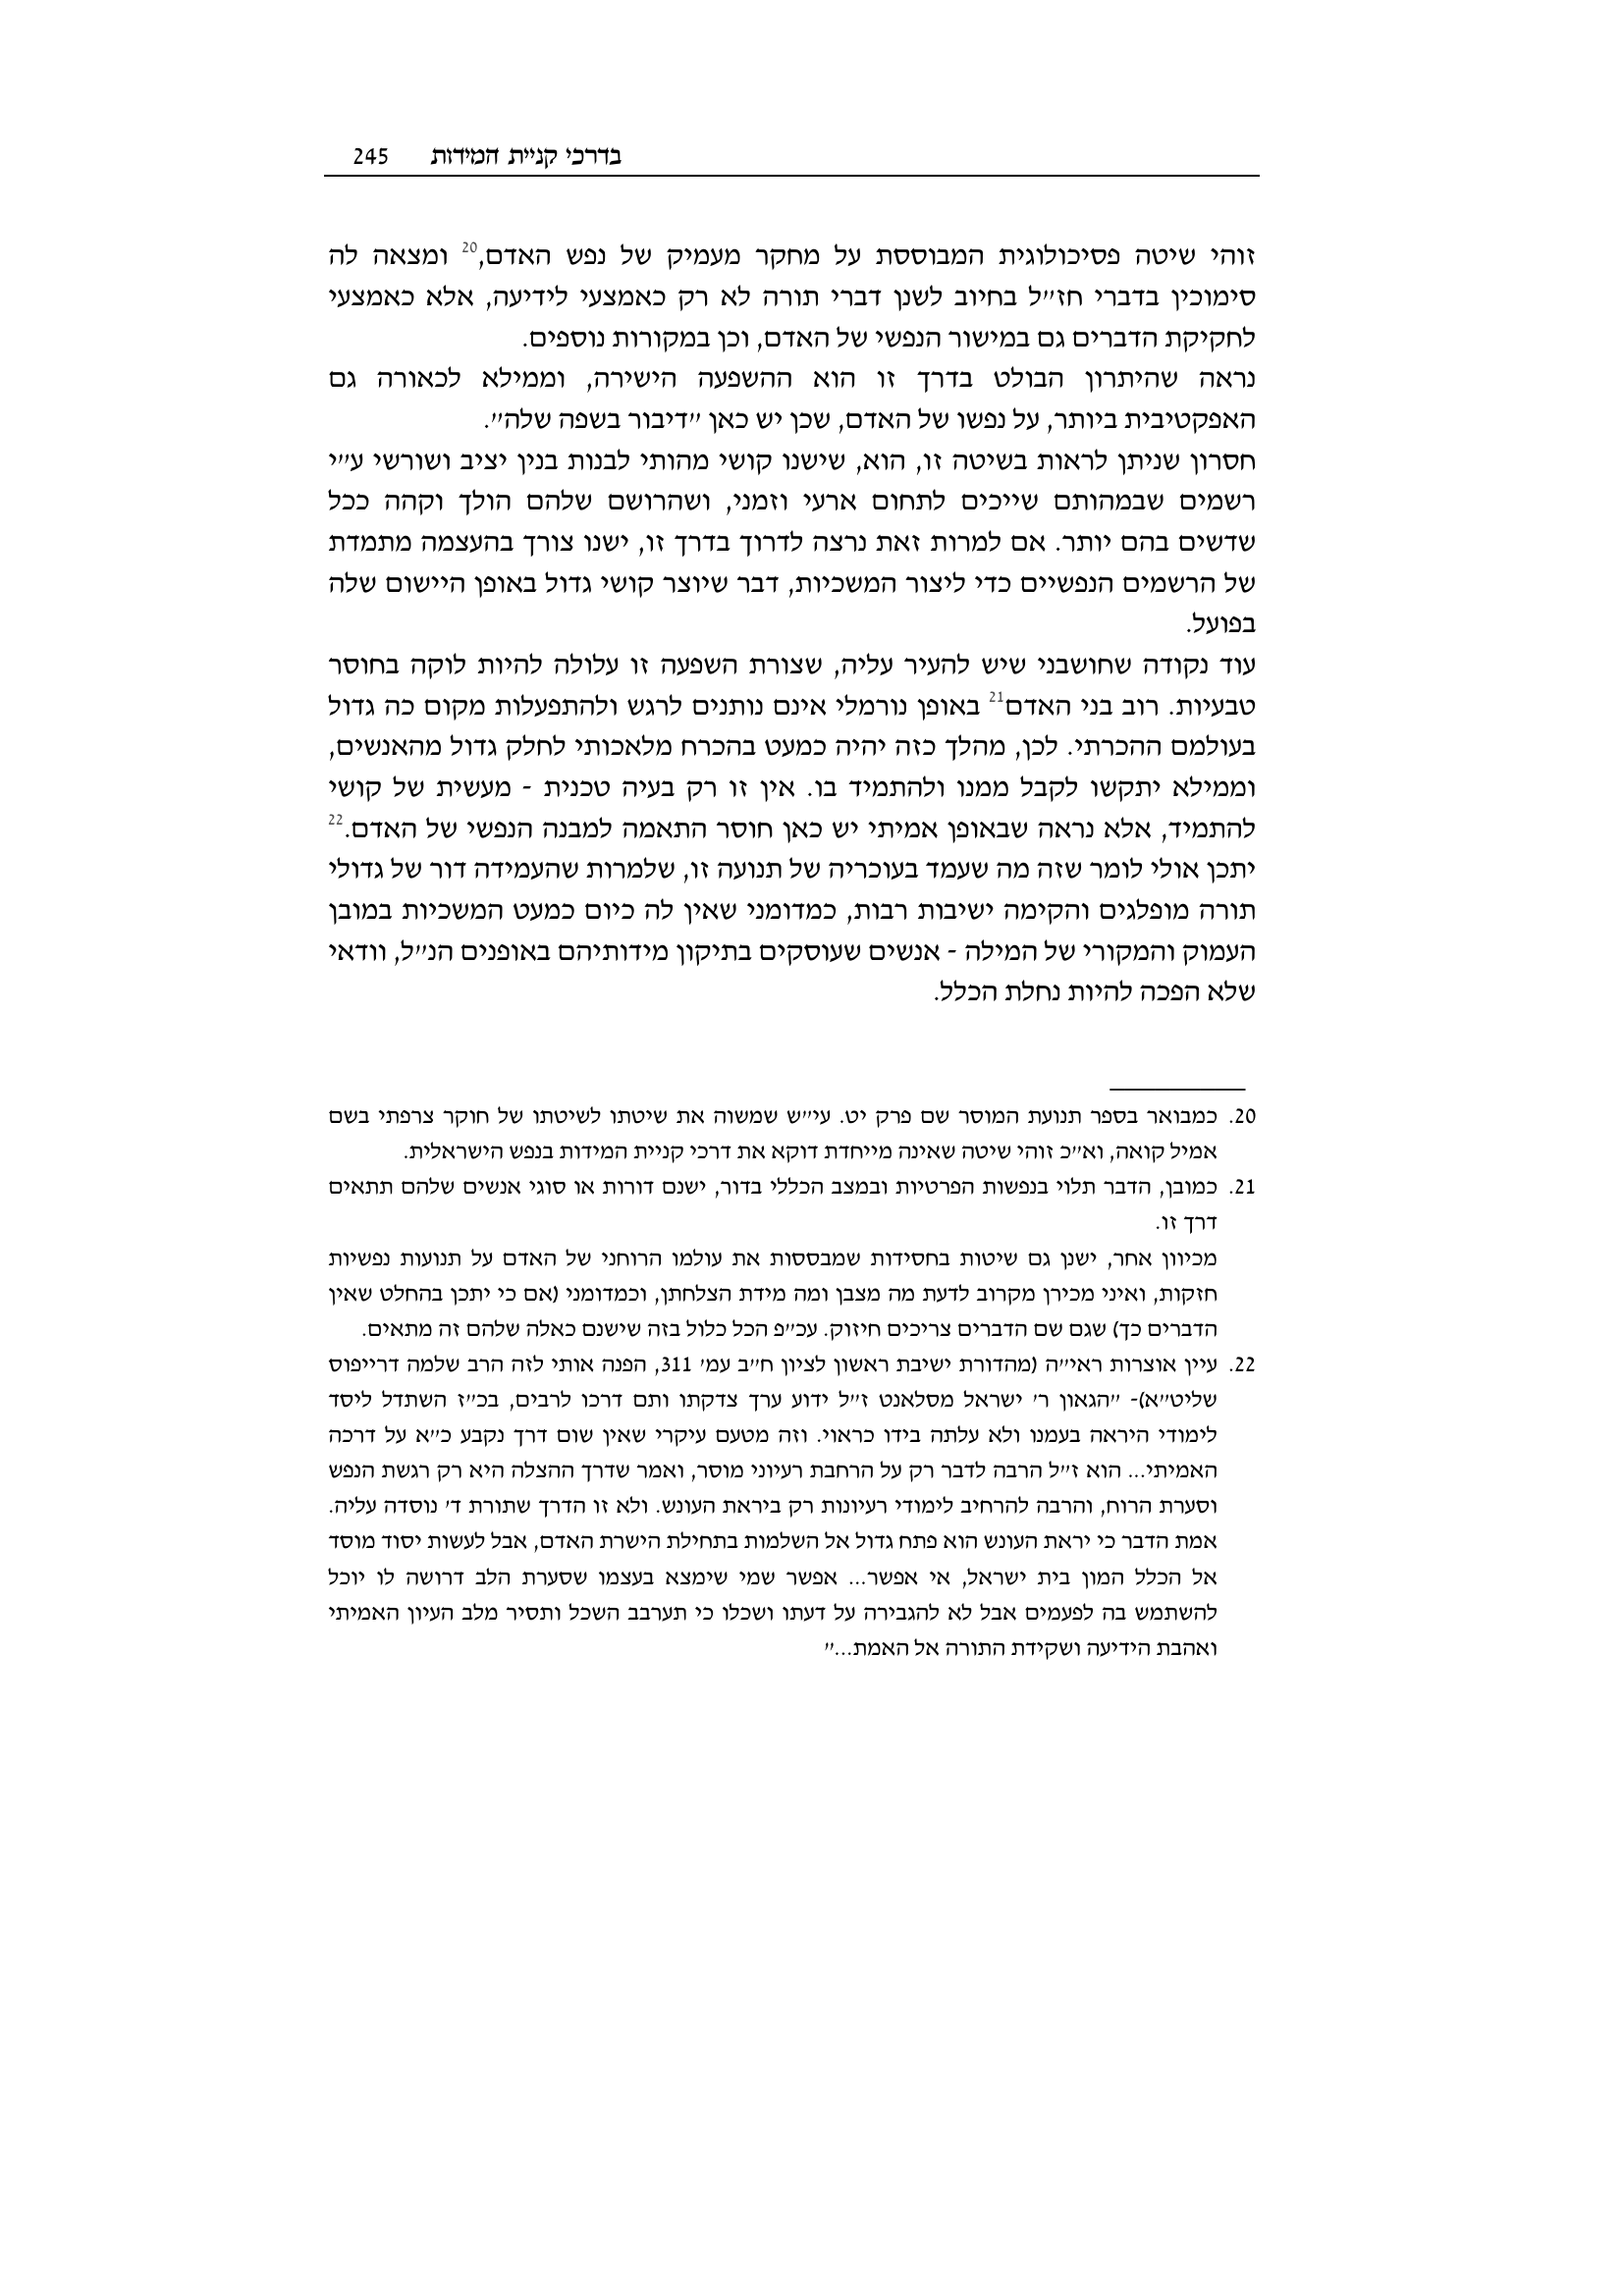 בדרכי קניית המידות 245
זוהי שיטה פסיכולוגית המבוססת על מחקר מעמיק של נפש האדם,20 ומצאה לה
סימוכין בדברי חז״ל בחיוב לשנן דברי תורה לא רק כאמצעי לידיעה, אלא כאמצעי
לחקיקת הדברים גם במישור הנפשי של האדם, וכן במקורות נוספים.
נראה שהיתרון הבולט בדרך זו הוא ההשפעה הישירה, וממילא לכאורה גם
האפקטיבית ביותר, על נפשו של האדם, שכן יש כאן ״דיבור בשפה שלה״.
חסרון שניתן לראות בשיטה זו, הוא, שישנו קושי מהותי לבנות בנין יציב ושורשי ע״י
רשמים שבמהותם שייכים לתחום ארעי וזמני, ושהרושם שלהם הולך וקהה ככל
שדשים בהם יותר. אם למרות זאת נרצה לדרוך בדרך זו, ישנו צורך בהעצמה מתמדת
של הרשמים הנפשיים כדי ליצור המשכיות, דבר שיוצר קושי גדול באופן היישום שלה
בפועל.
עוד נקודה שחושבני שיש להעיר עליה, שצורת השפעה זו עלולה להיות לוקה בחוסר
טבעיות. רוב בני האדם21 באופן נורמלי אינם נותנים לרגש ולהתפעלות מקום כה גדול
בעולמם ההכרתי. לכן, מהלך כזה יהיה כמעט בהכרח מלאכותי לחלק גדול מהאנשים,
וממילא יתקשו לקבל ממנו ולהתמיד בו. אין זו רק בעיה טכנית - מעשית של קושי
להתמיד, אלא נראה שבאופן אמיתי יש כאן חוסר התאמה למבנה הנפשי של האדם.22
יתכן אולי לומר שזה מה שעמד בעוכריה של תנועה זו, שלמרות שהעמידה דור של גדולי
תורה מופלגים והקימה ישיבות רבות, כמדומני שאין לה כיום כמעט המשכיות במובן
העמוק והמקורי של המילה - אנשים שעוסקים בתיקון מידותיהם באופנים הנ״ל, וודאי
שלא הפכה להיות נחלת הכלל.
20. כמבואר בספר תנועת המוסר שם פרק יט. עי״ש שמשוה את שיטתו לשיטתו של חוקר צרפתי בשם
אמיל קואה, וא״כ זוהי שיטה שאינה מייחדת דוקא את דרכי קניית המידות בנפש הישראלית.
21. כמובן, הדבר תלוי בנפשות הפרטיות ובמצב הכללי בדור, ישנם דורות או סוגי אנשים שלהם תתאים
דרך זו.
מכיוון אחר, ישנן גם שיטות בחסידות שמבססות את עולמו הרוחני של האדם על תנועות נפשיות
חזקות, ואיני מכירן מקרוב לדעת מה מצבן ומה מידת הצלחתן, וכמדומני (אם כי יתכן בהחלט שאין
הדברים כך) שגם שם הדברים צריכים חיזוק. עכ״פ הכל כלול בזה שישנם כאלה שלהם זה מתאים.
22. עיין אוצרות ראי״ה (מהדורת ישיבת ראשון לציון ח״ב עמ׳ 311, הפנה אותי לזה הרב שלמה דרייפוס
שליט״א)- ״הגאון ר׳ ישראל מסלאנט ז״ל ידוע ערך צדקתו ותם דרכו לרבים, בכ״ז השתדל ליסד
לימודי היראה בעמנו ולא עלתה בידו כראוי. וזה מטעם עיקרי שאין שום דרך נקבע כ״א על דרכה
האמיתי... הוא ז״ל הרבה לדבר רק על הרחבת רעיוני מוסר, ואמר שדרך ההצלה היא רק רגשת הנפש
וסערת הרוח, והרבה להרחיב לימודי רעיונות רק ביראת העונש. ולא זו הדרך שתורת ד׳ נוסדה עליה.
אמת הדבר כי יראת העונש הוא פתח גדול אל השלמות בתחילת הישרת האדם, אבל לעשות יסוד מוסד
אל הכלל המון בית ישראל, אי אפשר... אפשר שמי שימצא בעצמו שסערת הלב דרושה לו יוכל
להשתמש בה לפעמים אבל לא להגבירה על דעתו ושכלו כי תערבב השכל ותסיר מלב העיון האמיתי
ואהבת הידיעה ושקידת התורה אל האמת...״